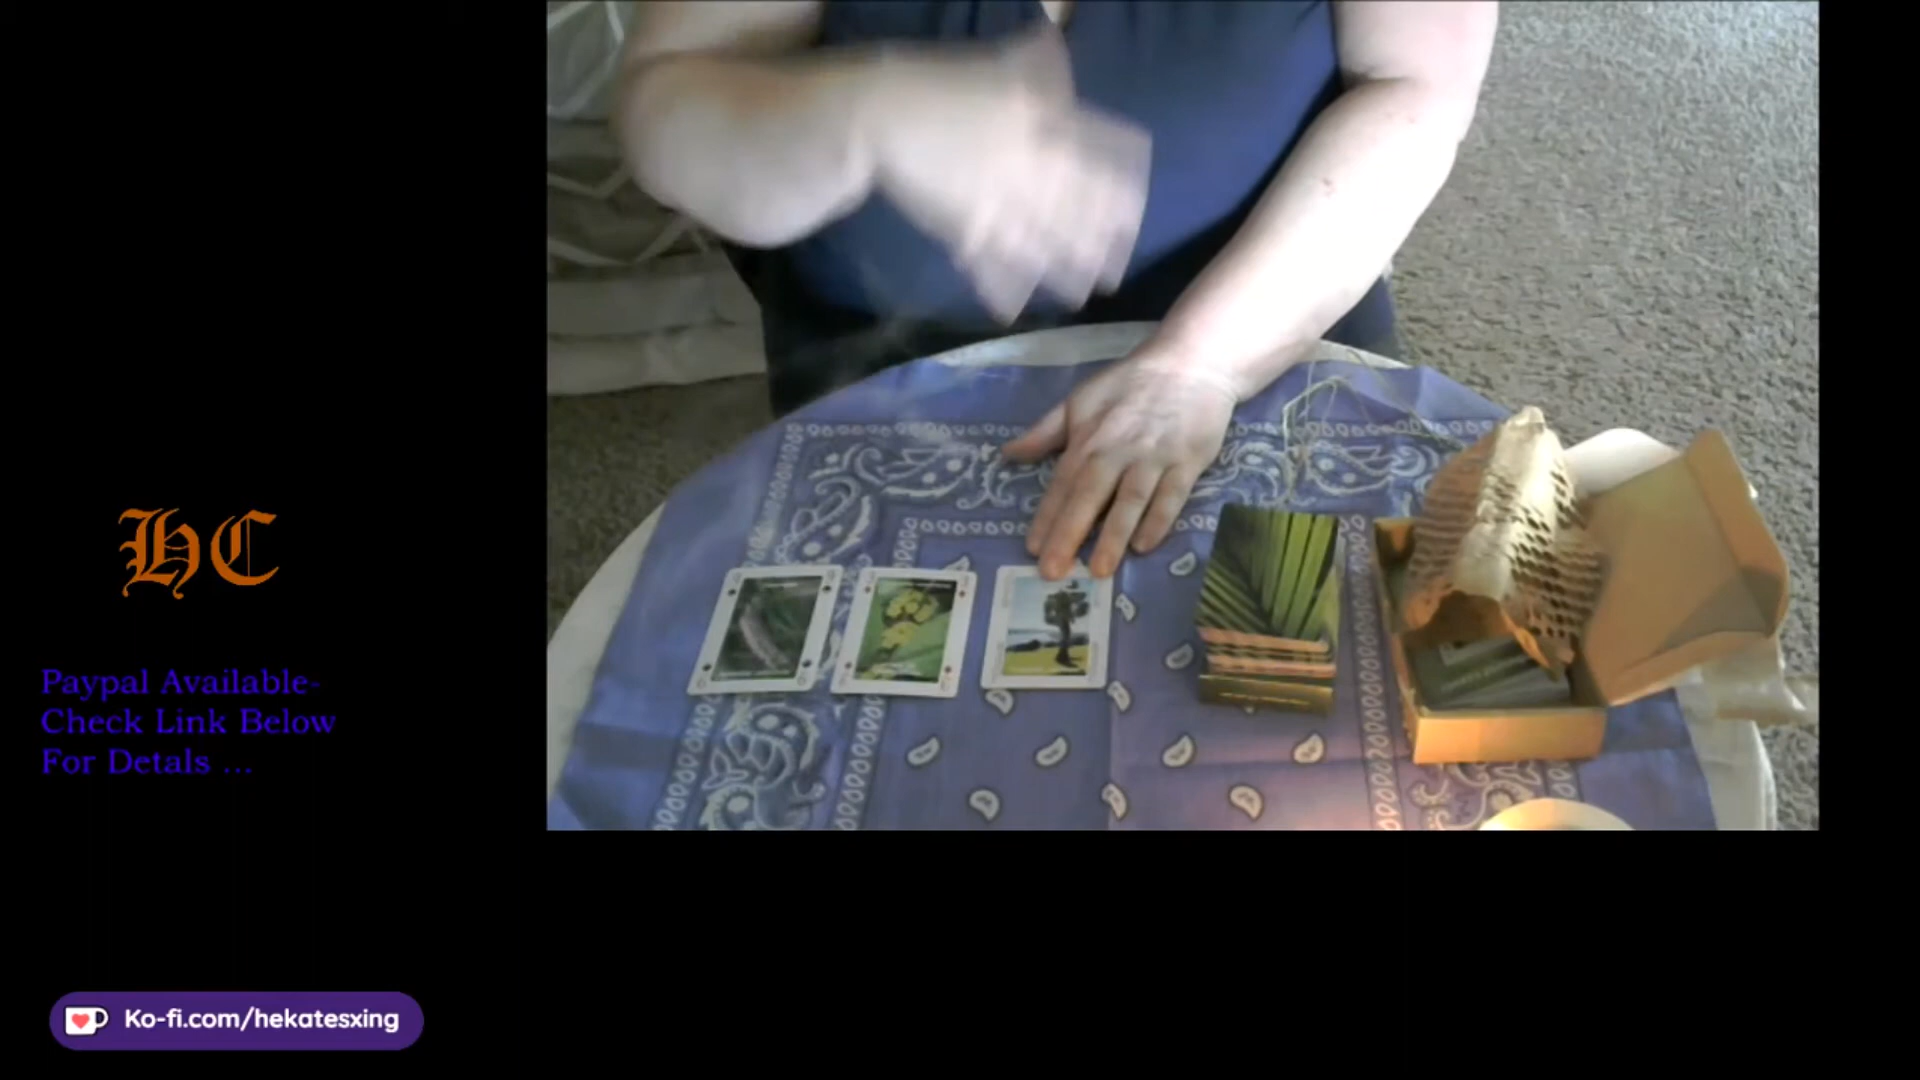 HC
Paypal Available-
Check Link Below
For Detals ...
Ko-fi.com/hekatesxing